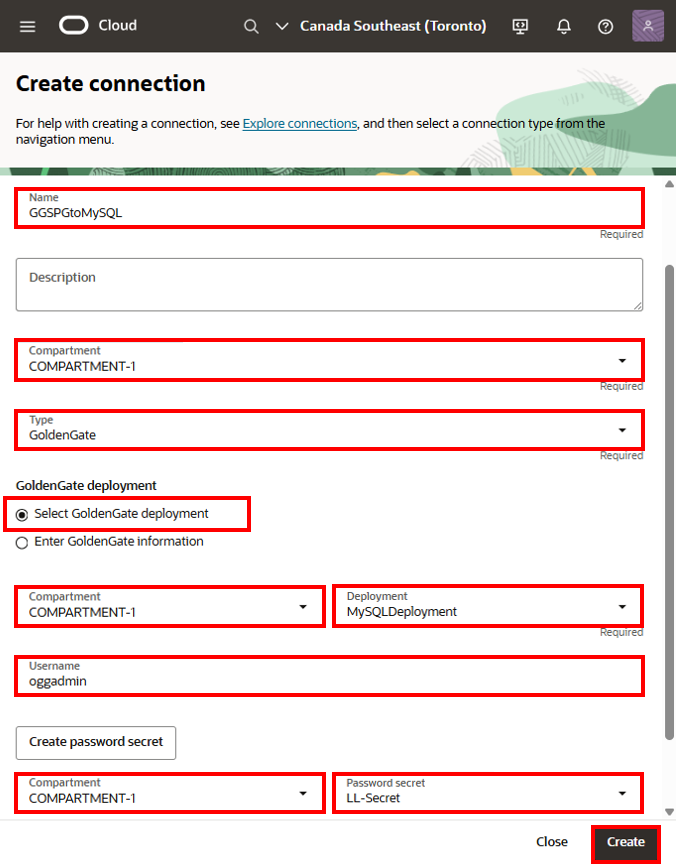 Cloud
Canada Southeast (Toronto)
Create connection
For help with creating a connection, see Explore connections, and then select a connection type from the
navigation menu.
Name
GGSPGtoMySQL
Required
Description
Compartment
COMPARTMENT-1
Required
Type
GoldenGate
Required
GoldenGate deployment
Select GoldenGate deployment
Enter GoldenGate information
Compartment
COMPARTMENT-1
Deployment
MySQLDeployment
Required
Username
oggadmin
Create password secret
Compartment
COMPARTMENT-1
Password secret
LL-Secret
Close
Create